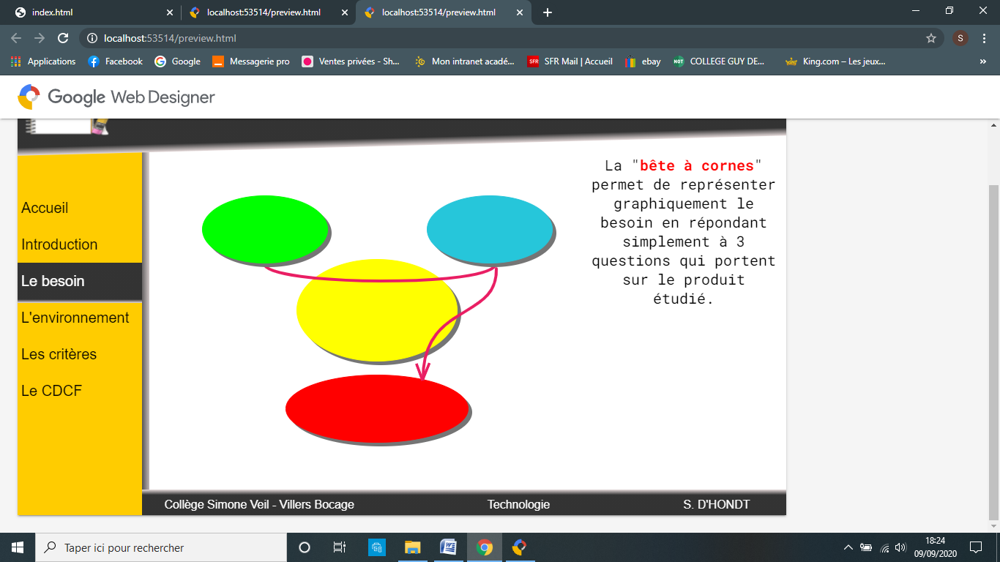 index.html
localhost:53514/preview.html
localhost:53514/preview.html
localhost:53514/preview.html
S
Applications
Facebook
Google
Messagerie pro
Ventes privées - Sh...
Mon intranet acadé...
SFR
SFR Mail | Accueil
ebay
NOT
COLLEGE GUY DE...
King.com – Les jeux...
»
Google Web Designer
Accueil
Introduction
Le besoin
L'environnement
Les critères
Le CDCF
La "bête à cornes"
permet de représenter
graphiquement le
besoin en répondant
simplement à 3
questions qui portent
sur le produit
étudié.
Collège Simone Veil - Villers Bocage
Technologie
S. D'HONDT
Taper ici pour rechercher
18:24
09/09/2020